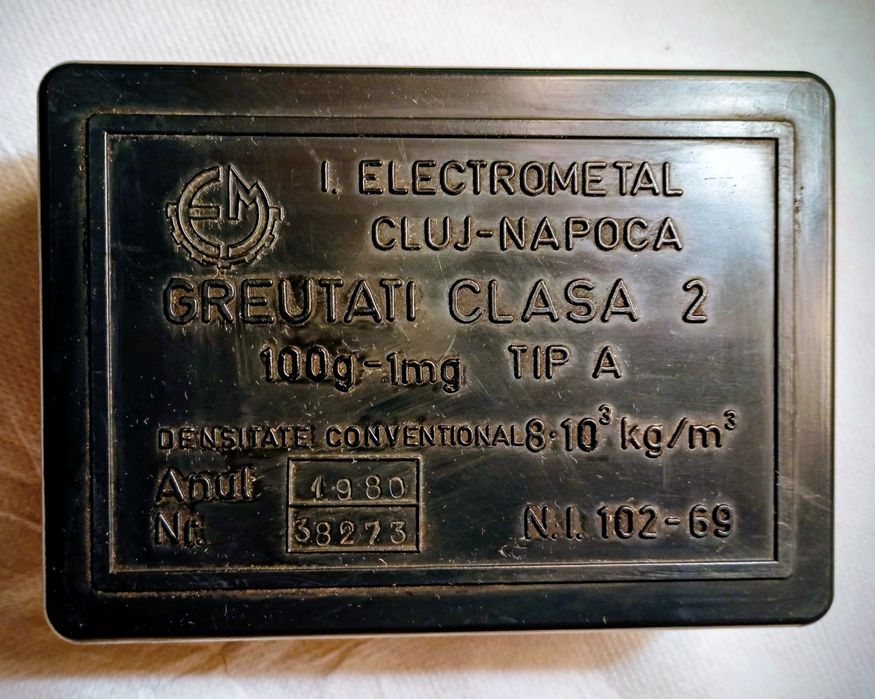 EM
I. ELECTROMETAL
CLUJ-NAPOCA
GREUTATI CLASA 2
100g-1mg TIP A
DENSITATE CONVENTIONAL 8·10³ kg/m³
Anul 1980
Nr. 38273
N.I. 102-69